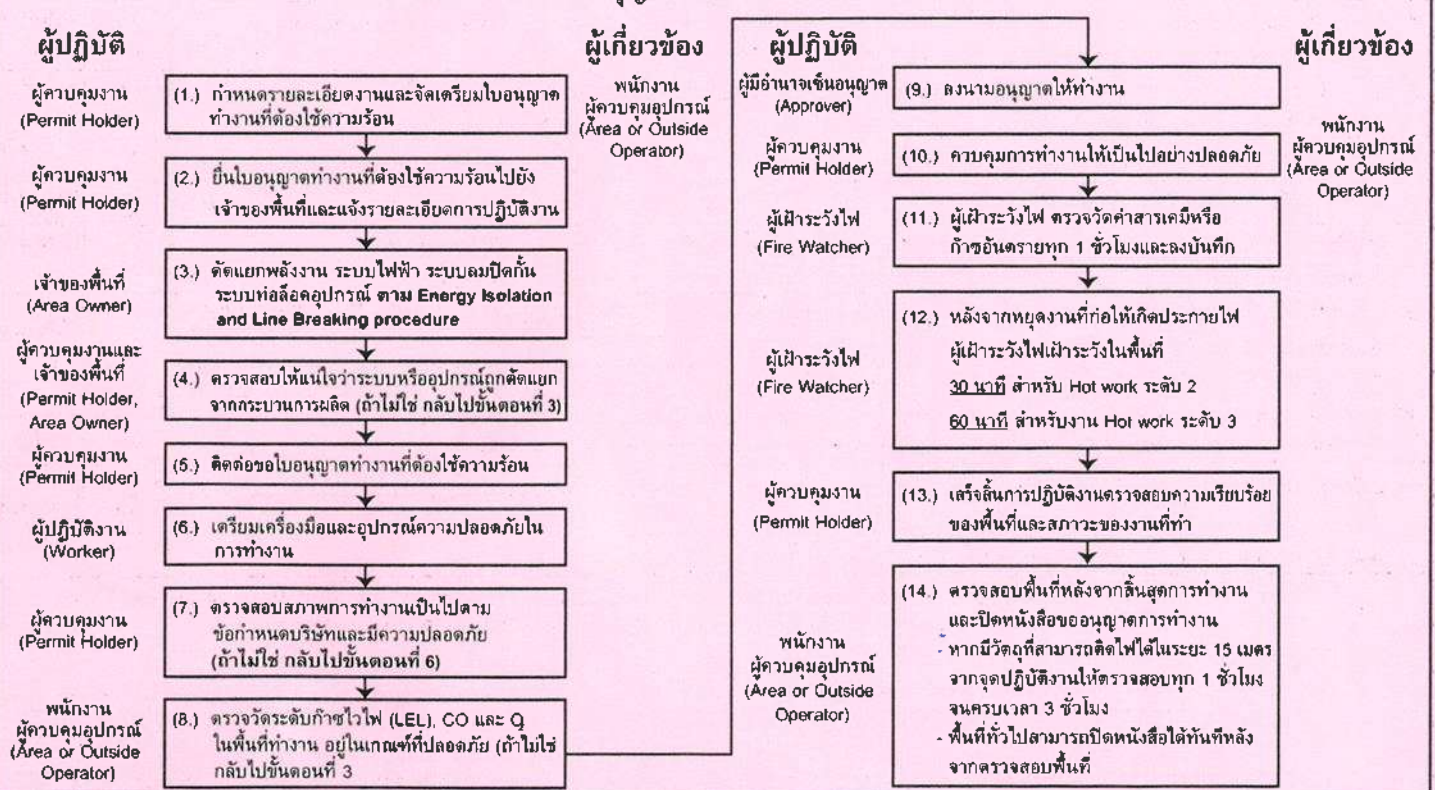 ผู้ปฏิบัติ
ผู้เกี่ยวข้อง
ผู้ควบคุมงาน
(Permit Holder)
(1.) กำหนดรายละเอียดงานและจัดเตรียมใบอนุญาต
ทำงานที่ต้องใช้ความร้อน
พนักงาน
ผู้ควบคุมอุปกรณ์
(Area or Outside
Operator)
ผู้ควบคุมงาน
(Permit Holder)
(2.) ยื่นใบอนุญาตทำงานที่ต้องใช้ความร้อนไปยัง
เจ้าของพื้นที่และแจ้งรายละเอียดการปฏิบัติงาน
เจ้าของพื้นที่
(Area Owner)
(3.) ตัดแยกพลังงาน ระบบไฟฟ้า ระบบลมปิดกั้น
ระบบท่อล็อคอุปกรณ์ ตาม Energy Isolation
and Line Breaking procedure
ผู้ควบคุมงานและ
เจ้าของพื้นที่
(Permit Holder,
Area Owner)
(4.) ตรวจสอบให้แน่ใจว่าระบบหรืออุปกรณ์ถูกตัดแยก
จากกระบวนการผลิต (ถ้าไม่ใช่ กลับไปขั้นตอนที่ 3)
ผู้ควบคุมงาน
(Permit Holder)
(5.) ติดต่อขอใบอนุญาตทำงานที่ต้องใช้ความร้อน
ผู้ปฏิบัติงาน
(Worker)
(6.) เตรียมเครื่องมือและอุปกรณ์ความปลอดภัยใน
การทำงาน
ผู้ควบคุมงาน
(Permit Holder)
(7.) ตรวจสอบสภาพการทำงานเป็นไปตาม
ข้อกำหนดบริษัทและมีความปลอดภัย
(ถ้าไม่ใช่ กลับไปขั้นตอนที่ 6)
พนักงาน
ผู้ควบคุมอุปกรณ์
(Area or Outside
Operator)
(8.) ตรวจวัดระดับก๊าซไวไฟ (LEL), CO และ O₂
ในพื้นที่ทำงาน อยู่ในเกณฑ์ที่ปลอดภัย (ถ้าไม่ใช่
กลับไปขั้นตอนที่ 3
ผู้ปฏิบัติ
ผู้เกี่ยวข้อง
ผู้มีอำนาจเซ็นอนุญาต
(Approver)
(9.) ลงนามอนุญาตให้ทำงาน
ผู้ควบคุมงาน
(Permit Holder)
(10.) ควบคุมการทำงานให้เป็นไปอย่างปลอดภัย
พนักงาน
ผู้ควบคุมอุปกรณ์
(Area or Outside
Operator)
ผู้เฝ้าระวังไฟ
(Fire Watcher)
(11.) ผู้เฝ้าระวังไฟ ตรวจวัดค่าสารเคมีหรือ
ก๊าซอันตรายทุก 1 ชั่วโมงและลงบันทึก
ผู้เฝ้าระวังไฟ
(Fire Watcher)
(12.) หลังจากหยุดงานที่ก่อให้เกิดประกายไฟ
ผู้เฝ้าระวังไฟเฝ้าระวังในพื้นที่
30 นาที สำหรับ Hot work ระดับ 2
60 นาที สำหรับงาน Hot work ระดับ 3
ผู้ควบคุมงาน
(Permit Holder)
(13.) เสร็จสิ้นการปฏิบัติงานตรวจสอบความเรียบร้อย
ของพื้นที่และสภาวะของงานที่ทำ
พนักงาน
ผู้ควบคุมอุปกรณ์
(Area or Outside
Operator)
(14.) ตรวจสอบพื้นที่หลังจากสิ้นสุดการทำงาน
และปิดหนังสือขออนุญาตการทำงาน
- หากมีวัตถุที่สามารถติดไฟได้ในระยะ 15 เมตร
จากจุดปฏิบัติงานให้ตรวจสอบทุก 1 ชั่วโมง
จนครบเวลา 3 ชั่วโมง
- พื้นที่ทั่วไปสามารถปิดหนังสือได้ทันทีหลัง
จากตรวจสอบพื้นที่